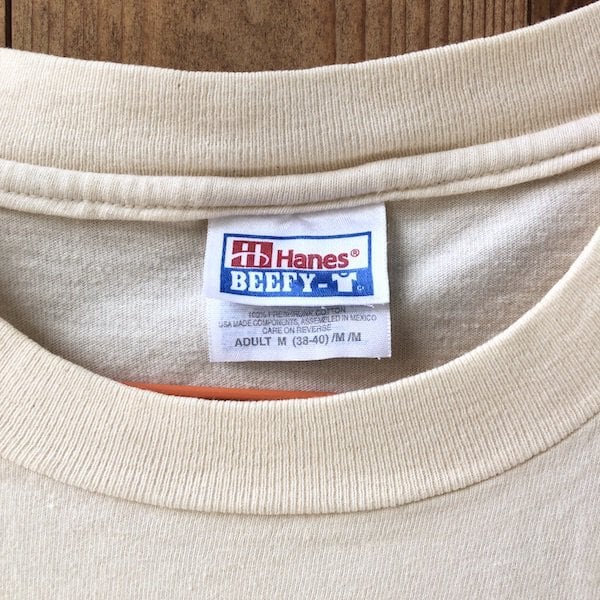 Hanes®
BEEFY-T
100% PRESHRUNK COTTON
USA MADE COMPONENTS, ASSEMBLED IN MEXICO
CARE ON REVERSE
ADULT M (38-40) /M /M